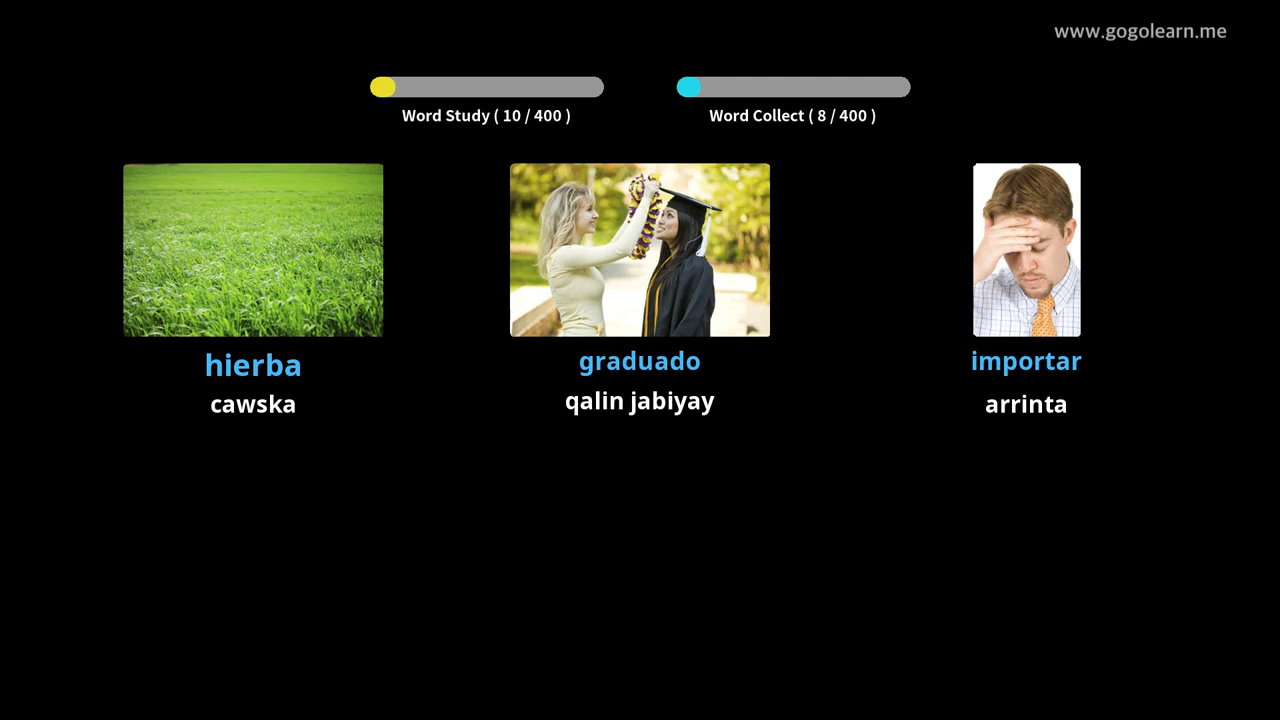 www.gogolearn.me
Word Study ( 10 / 400 )
Word Collect ( 8 / 400 )
hierba
cawska
graduado
qalin jabiyay
importar
arrinta